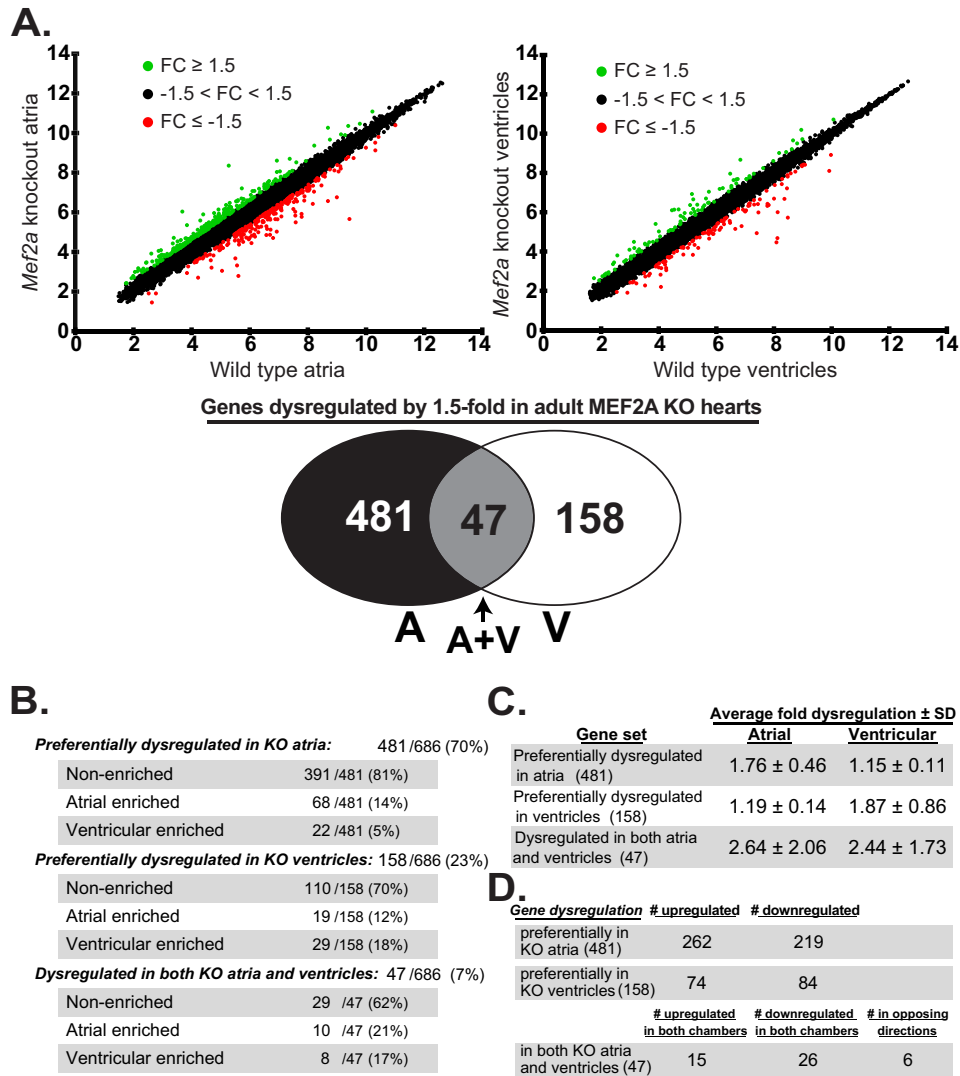 A.
14
12
10
8
6
4
2
0
0 2 4 6 8 10 12 14
Mef2a knockout atria
Wild type atria
FC ≥ 1.5
-1.5 < FC < 1.5
FC ≤ -1.5
14
12
10
8
6
4
2
0
0 2 4 6 8 10 12 14
Mef2a knockout ventricles
Wild type ventricles
FC ≥ 1.5
-1.5 < FC < 1.5
FC ≤ -1.5
Genes dysregulated by 1.5-fold in adult MEF2A KO hearts
481 47 158
A A+V V
B.
Preferentially dysregulated in KO atria: 481/686 (70%)
Non-enriched 391/481 (81%)
Atrial enriched 68/481 (14%)
Ventricular enriched 22/481 (5%)
Preferentially dysregulated in KO ventricles: 158/686 (23%)
Non-enriched 110/158 (70%)
Atrial enriched 19/158 (12%)
Ventricular enriched 29/158 (18%)
Dysregulated in both KO atria and ventricles: 47/686 (7%)
Non-enriched 29 /47 (62%)
Atrial enriched 10 /47 (21%)
Ventricular enriched 8 /47 (17%)
C.
Average fold dysregulation ± SD
Gene set Atrial Ventricular
Preferentially dysregulated
in atria (481) 1.76 ± 0.46 1.15 ± 0.11
Preferentially dysregulated
in ventricles (158) 1.19 ± 0.14 1.87 ± 0.86
Dysregulated in both atria
and ventricles (47) 2.64 ± 2.06 2.44 ± 1.73
D.
Gene dysregulation # upregulated # downregulated
preferentially in
KO atria (481) 262 219
preferentially in
KO ventricles (158) 74 84
# upregulated # downregulated # in opposing
in both chambers in both chambers directions
in both KO atria
and ventricles (47) 15 26 6